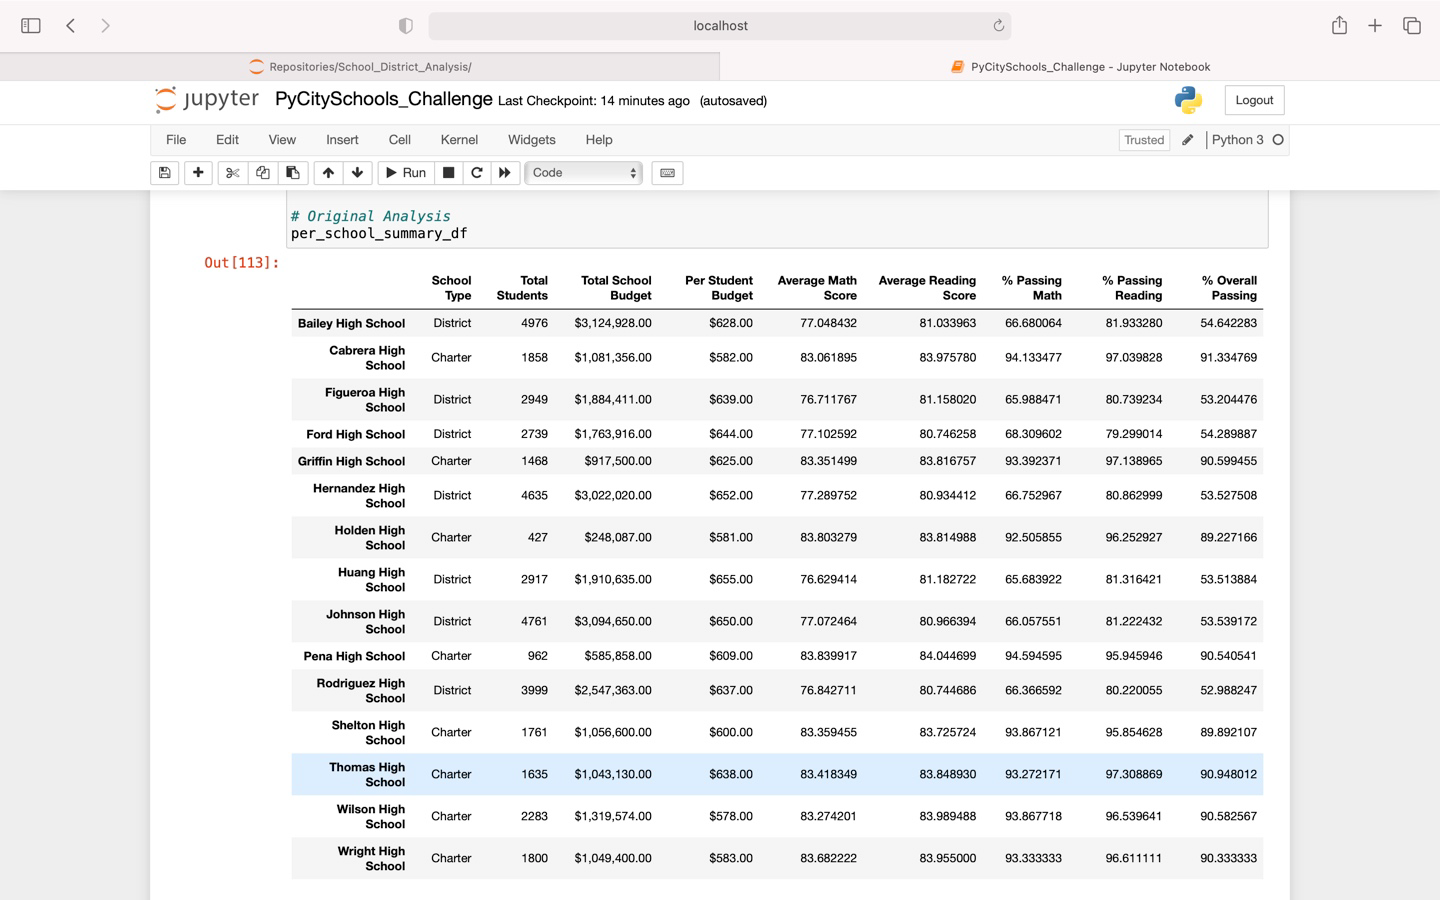 localhost
Repositories/School_District_Analysis/
PyCitySchools_Challenge - Jupyter Notebook
jupyter PyCitySchools_Challenge Last Checkpoint: 14 minutes ago (autosaved)
Logout
File Edit View Insert Cell Kernel Widgets Help Trusted Python 3
Run Code
# Original Analysis
per_school_summary_df
Out[113]:
School Type Total Students Total School Budget Per Student Budget Average Math Score Average Reading Score % Passing Math % Passing Reading % Overall Passing
Bailey High School District 4976 $3,124,928.00 $628.00 77.048432 81.033963 66.680064 81.933280 54.642283
Cabrera High School Charter 1858 $1,081,356.00 $582.00 83.061895 83.975780 94.133477 97.039828 91.334769
Figueroa High School District 2949 $1,884,411.00 $639.00 76.711767 81.158020 65.988471 80.739234 53.204476
Ford High School District 2739 $1,763,916.00 $644.00 77.102592 80.746258 68.309602 79.299014 54.289887
Griffin High School Charter 1468 $917,500.00 $625.00 83.351499 83.816757 93.392371 97.138965 90.599455
Hernandez High School District 4635 $3,022,020.00 $652.00 77.289752 80.934412 66.752967 80.862999 53.527508
Holden High School Charter 427 $248,087.00 $581.00 83.803279 83.814988 92.505855 96.252927 89.227166
Huang High School District 2917 $1,910,635.00 $655.00 76.629414 81.182722 65.683922 81.316421 53.513884
Johnson High School District 4761 $3,094,650.00 $650.00 77.072464 80.966394 66.057551 81.222432 53.539172
Pena High School Charter 962 $585,858.00 $609.00 83.839917 84.044699 94.594595 95.945946 90.540541
Rodriguez High School District 3999 $2,547,363.00 $637.00 76.842711 80.744686 66.366592 80.220055 52.988247
Shelton High School Charter 1761 $1,056,600.00 $600.00 83.359455 83.725724 93.867121 95.854628 89.892107
Thomas High School Charter 1635 $1,043,130.00 $638.00 83.418349 83.848930 93.272171 97.308869 90.948012
Wilson High School Charter 2283 $1,319,574.00 $578.00 83.274201 83.989488 93.867718 96.539641 90.582567
Wright High School Charter 1800 $1,049,400.00 $583.00 83.682222 83.955000 93.333333 96.611111 90.333333